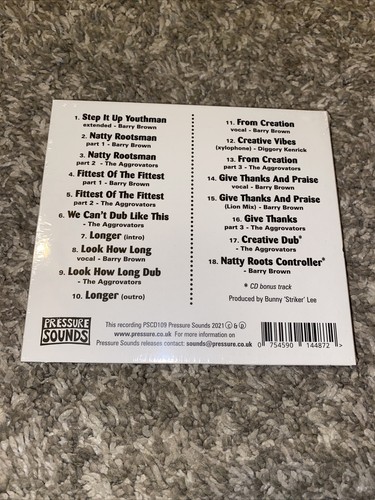 1. Step It Up Youthman
extended - Barry Brown
2. Natty Rootsman
part 1 - Barry Brown
3. Natty Rootsman
part 2 - The Aggrovators
4. Fittest Of The Fittest
part 1 - Barry Brown
5. Fittest Of The Fittest
part 2 - The Aggrovators
6. We Can't Dub Like This
- The Aggrovators
7. Longer (intro)
8. Look How Long
- Barry Brown
9. Look How Long Dub
- The Aggrovators
10. Longer (outro)
11. From Creation
vocal - Barry Brown
12. Creative Vibes
(xylophone) - Diggory Kenrick
13. From Creation
part 3 - The Aggrovators
14. Give Thanks And Praise
vocal - Barry Brown
15. Give Thanks And Praise
(Lion Mix) - Barry Brown
16. Give Thanks
part 3 - The Aggrovators
17. Creative Dub*
- The Aggrovators
18. Natty Roots Controller*
- Barry Brown
* CD bonus track
Produced by Bunny 'Striker' Lee
PRESSURE
SOUNDS
This recording PSCD109 Pressure Sounds 2021 ⓒ & ⓟ
www.pressure.co.uk For more information on
Pressure Sounds releases contact: sounds@pressure.co.uk
0 754590 144872 >